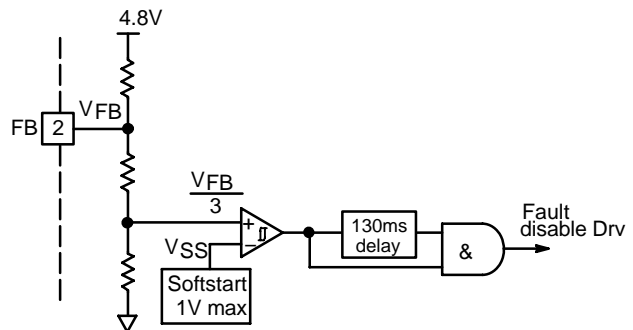 4.8V
VFB
FB 2
VFB
3
+
−
VSS
Softstart
1V max
130ms
delay
&
Fault
disable Drv